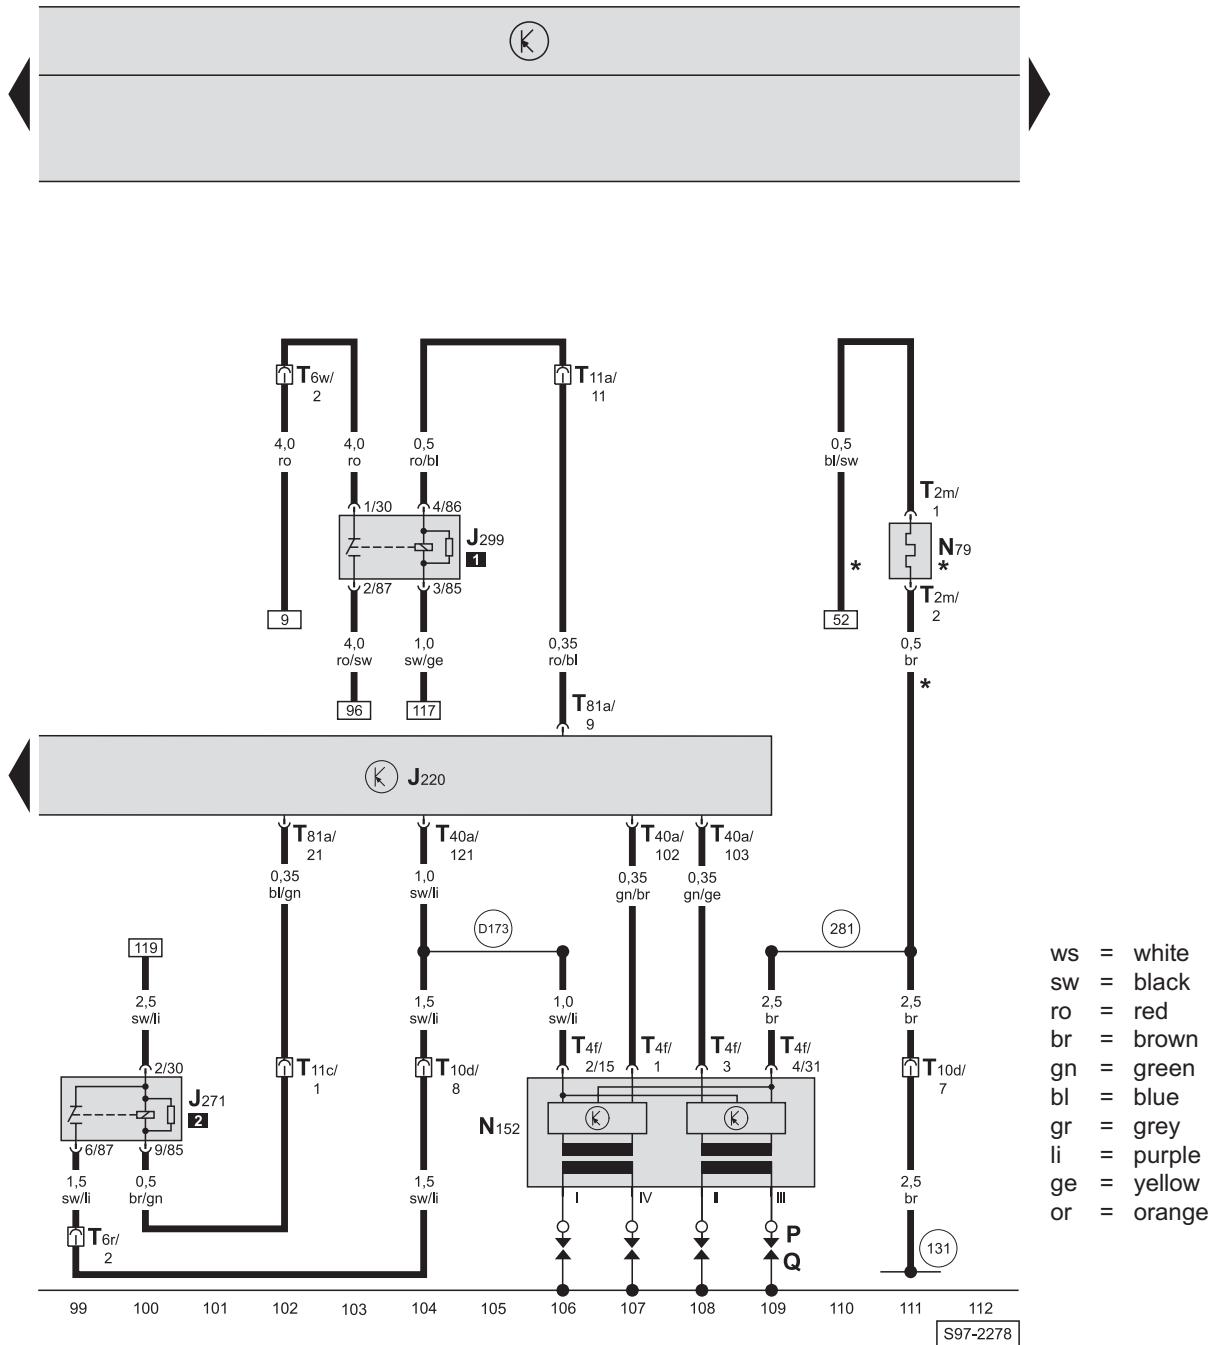 T6w/
2
T11a/
11
4,0
ro
4,0
ro
0,5
ro/bl
0,5
bl/sw
T2m/
1
1/30
4/86
J299
1
N79
*
*
2/87
3/85
T2m/
2
9
52
4,0
ro/sw
1,0
sw/ge
0,35
ro/bl
0,5
br
*
96
117
T81a/
9
J220
T81a/
21
T40a/
121
T40a/
102
T40a/
103
0,35
bl/gn
1,0
sw/li
0,35
gn/br
0,35
gn/ge
D173
281
119
2,5
sw/li
1,5
sw/li
1,0
sw/li
2,5
br
2,5
br
T4f/
2/15
T4f/
1
T4f/
3
T4f/
4/31
2/30
T11c/
1
T10d/
8
T10d/
7
J271
2
N152
6/87
9/85
1,5
sw/li
0,5
br/gn
1,5
sw/li
I
IV
II
III
2,5
br
T6r/
2
P
Q
131
ws = white
sw = black
ro = red
br = brown
gn = green
bl = blue
gr = grey
li = purple
ge = yellow
or = orange
99 100 101 102 103 104 105 106 107 108 109 110 111 112
S97-2278